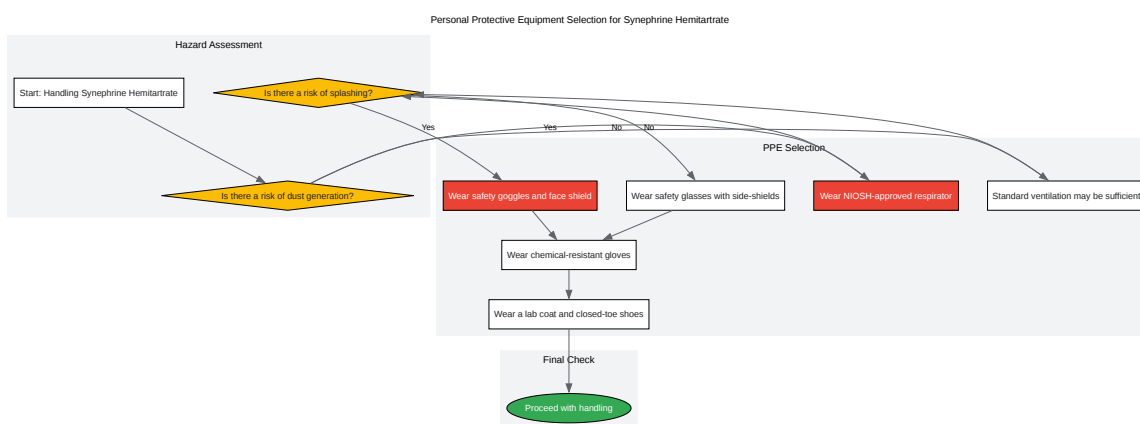 Personal Protective Equipment Selection for Synephrine Hemitartrate
Hazard Assessment
Start: Handling Synephrine Hemitartrate
Is there a risk of splashing?
Yes
Yes
No
No
PPE Selection
Is there a risk of dust generation?
Wear safety goggles and face shield
Wear safety glasses with side-shields
Wear NIOSH-approved respirator
Standard ventilation may be sufficient
Wear chemical-resistant gloves
Wear a lab coat and closed-toe shoes
Final Check
Proceed with handling